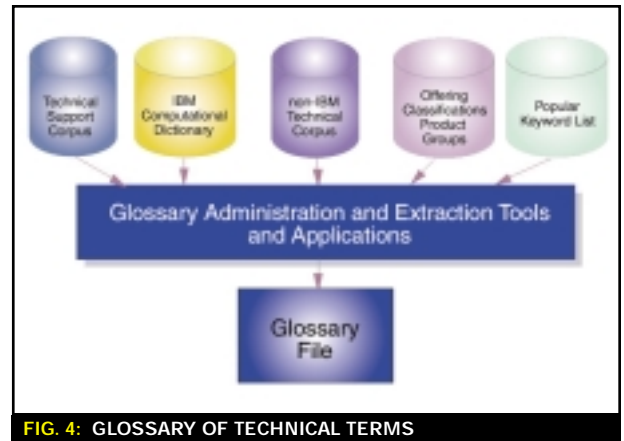 Technical
Support
Corpus
IBM
Computational
Dictionary
non-IBM
Technical
Corpus
Offering
Classifications
Product
Groups
Popular
Keyword List
Glossary Administration and Extraction Tools
and Applications
Glossary
File
FIG. 4: GLOSSARY OF TECHNICAL TERMS